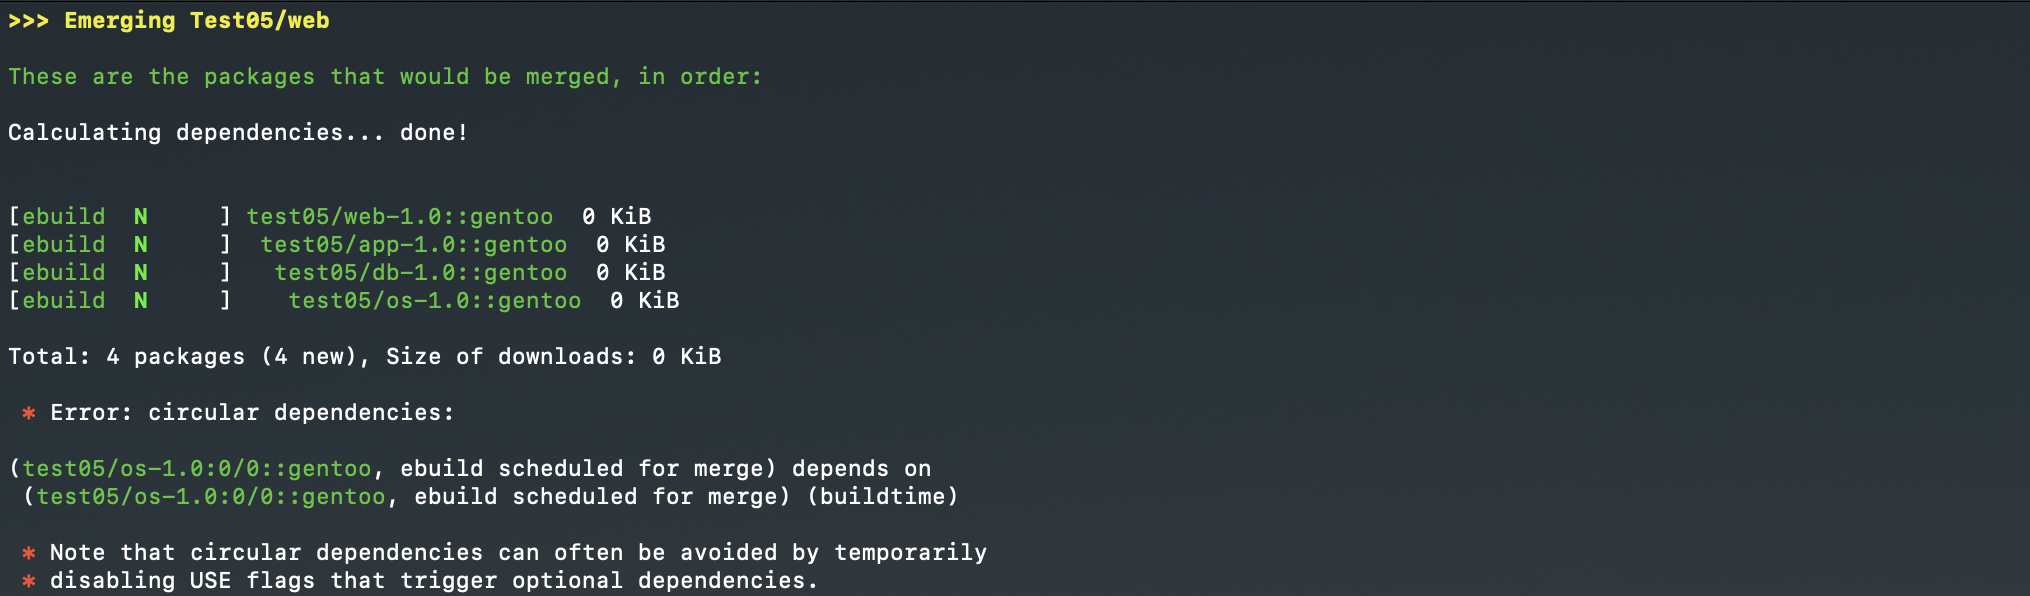 >>> Emerging Test05/web
These are the packages that would be merged, in order:
Calculating dependencies... done!
[ebuild  N     ] test05/web-1.0::gentoo  0 KiB
[ebuild  N     ]  test05/app-1.0::gentoo  0 KiB
[ebuild  N     ]   test05/db-1.0::gentoo  0 KiB
[ebuild  N     ]    test05/os-1.0::gentoo  0 KiB
Total: 4 packages (4 new), Size of downloads: 0 KiB
 * Error: circular dependencies:
(test05/os-1.0:0/0::gentoo, ebuild scheduled for merge) depends on
 (test05/os-1.0:0/0::gentoo, ebuild scheduled for merge) (buildtime)
 * Note that circular dependencies can often be avoided by temporarily
 * disabling USE flags that trigger optional dependencies.